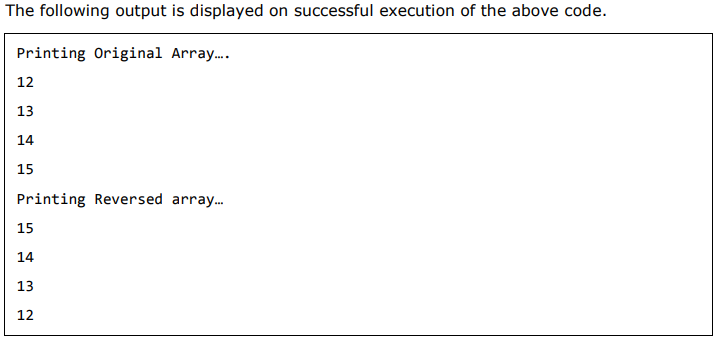 The following output is displayed on successful execution of the above code.
Printing Original Array….
12
13
14
15
Printing Reversed array…
15
14
13
12